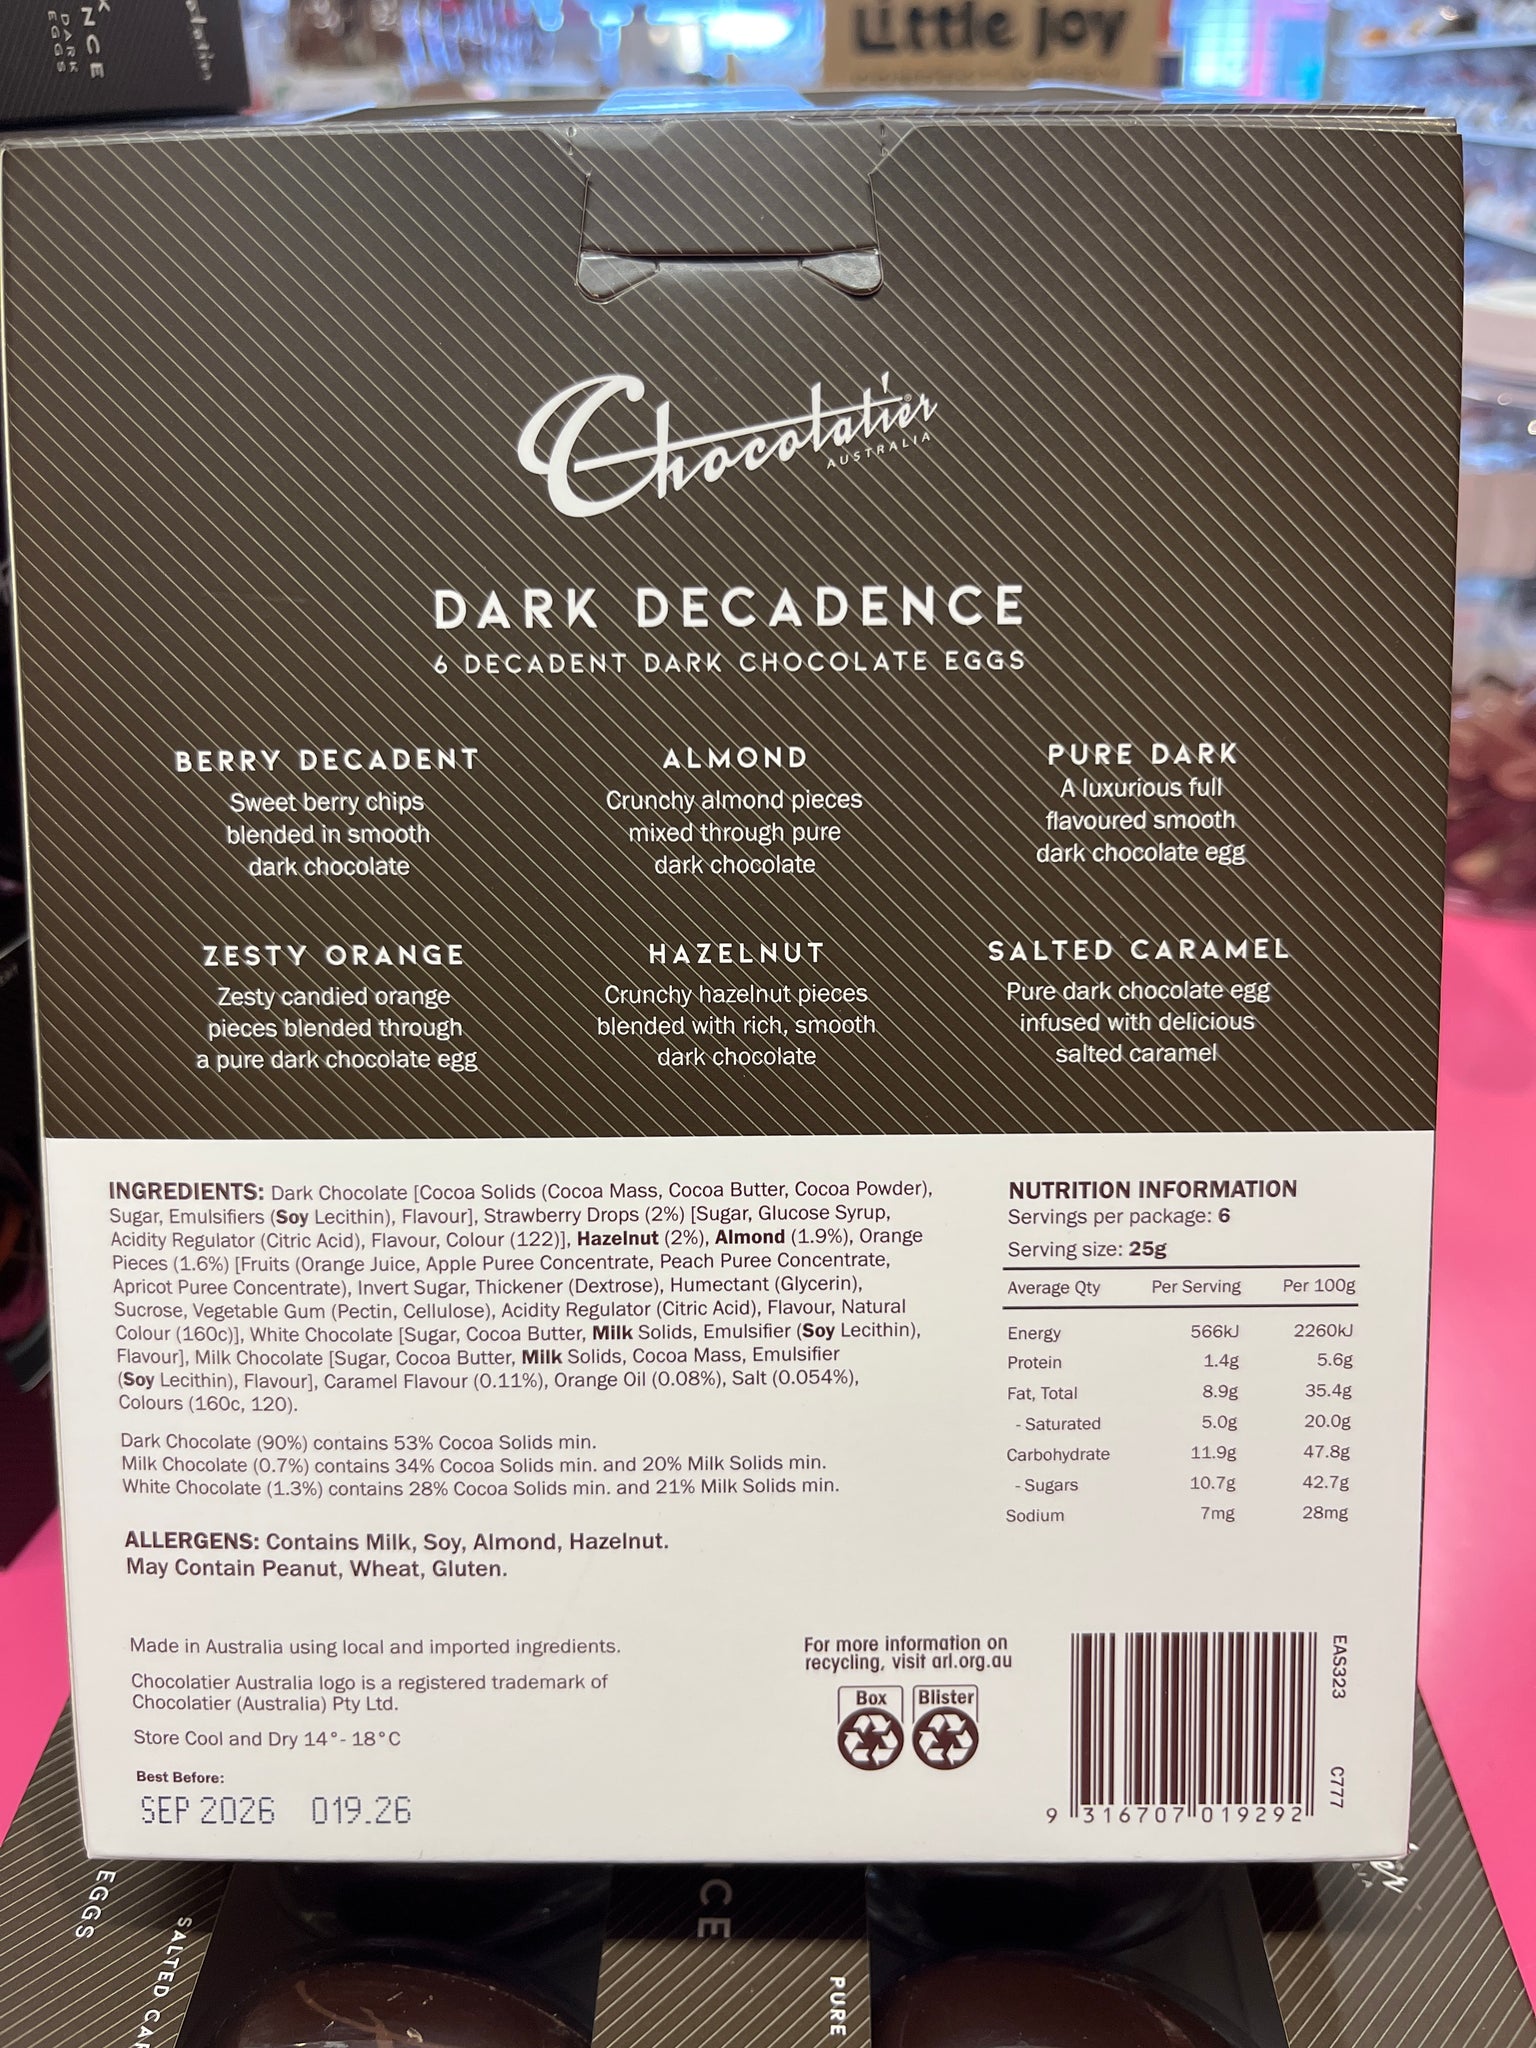 NCE
DARK
EGGS
Little joy
Chocolatier
AUSTRALIA
DARK DECADENCE
6 DECADENT DARK CHOCOLATE EGGS
BERRY DECADENT
Sweet berry chips
blended in smooth
dark chocolate
ALMOND
Crunchy almond pieces
mixed through pure
dark chocolate
PURE DARK
A luxurious full
flavoured smooth
dark chocolate egg
ZESTY ORANGE
Zesty candied orange
pieces blended through
a pure dark chocolate egg
HAZELNUT
Crunchy hazelnut pieces
blended with rich, smooth
dark chocolate
SALTED CARAMEL
Pure dark chocolate egg
infused with delicious
salted caramel
INGREDIENTS: Dark Chocolate [Cocoa Solids (Cocoa Mass, Cocoa Butter, Cocoa Powder),
Sugar, Emulsifiers (Soy Lecithin), Flavour], Strawberry Drops (2%) [Sugar, Glucose Syrup,
Acidity Regulator (Citric Acid), Flavour, Colour (122)], Hazelnut (2%), Almond (1.9%), Orange
Pieces (1.6%) [Fruits (Orange Juice, Apple Puree Concentrate, Peach Puree Concentrate,
Apricot Puree Concentrate), Invert Sugar, Thickener (Dextrose), Humectant (Glycerin),
Sucrose, Vegetable Gum (Pectin, Cellulose), Acidity Regulator (Citric Acid), Flavour, Natural
Colour (160c)], White Chocolate [Sugar, Cocoa Butter, Milk Solids, Emulsifier (Soy Lecithin),
Flavour], Milk Chocolate [Sugar, Cocoa Butter, Milk Solids, Cocoa Mass, Emulsifier
(Soy Lecithin), Flavour], Caramel Flavour (0.11%), Orange Oil (0.08%), Salt (0.054%),
Colours (160c, 120).
Dark Chocolate (90%) contains 53% Cocoa Solids min.
Milk Chocolate (0.7%) contains 34% Cocoa Solids min. and 20% Milk Solids min.
White Chocolate (1.3%) contains 28% Cocoa Solids min. and 21% Milk Solids min.
ALLERGENS: Contains Milk, Soy, Almond, Hazelnut.
May Contain Peanut, Wheat, Gluten.
NUTRITION INFORMATION
Servings per package: 6
Serving size: 25g
Average Qty Per Serving Per 100g
Energy 566kJ 2260kJ
Protein 1.4g 5.6g
Fat, Total 8.9g 35.4g
- Saturated 5.0g 20.0g
Carbohydrate 11.9g 47.8g
- Sugars 10.7g 42.7g
Sodium 7mg 28mg
Made in Australia using local and imported ingredients.
Chocolatier Australia logo is a registered trademark of
Chocolatier (Australia) Pty Ltd.
Store Cool and Dry 14°- 18°C
Best Before:
SEP 2026 019.26
For more information on
recycling, visit arl.org.au
Box Blister
EAS323 C777
9 316707 019292
EGGS
SALTED CAR
CE
PURE